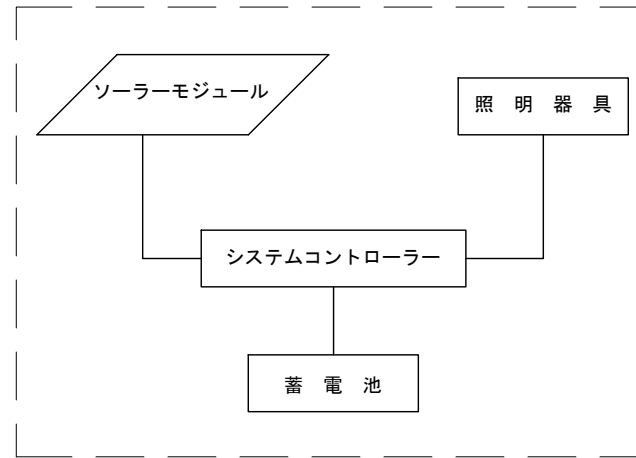 ソーラーモジュール
照 明 器 具
システムコントローラー
蓄 電 池